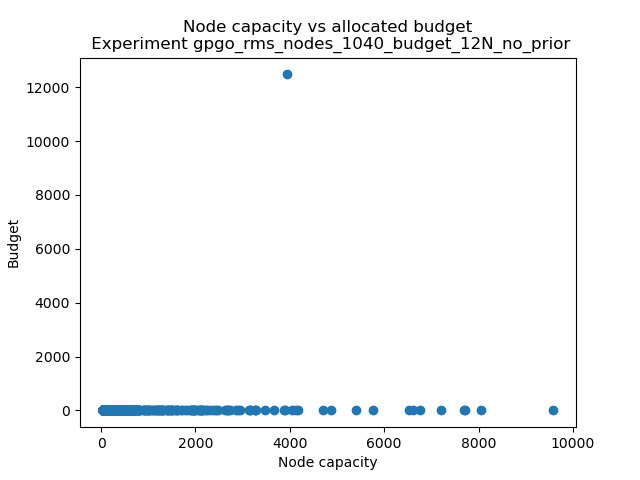 Node capacity vs allocated budget
Experiment gpgo_rms_nodes_1040_budget_12N_no_prior
12000
10000
8000
6000
4000
2000
0
Budget
0 2000 4000 6000 8000 10000
Node capacity